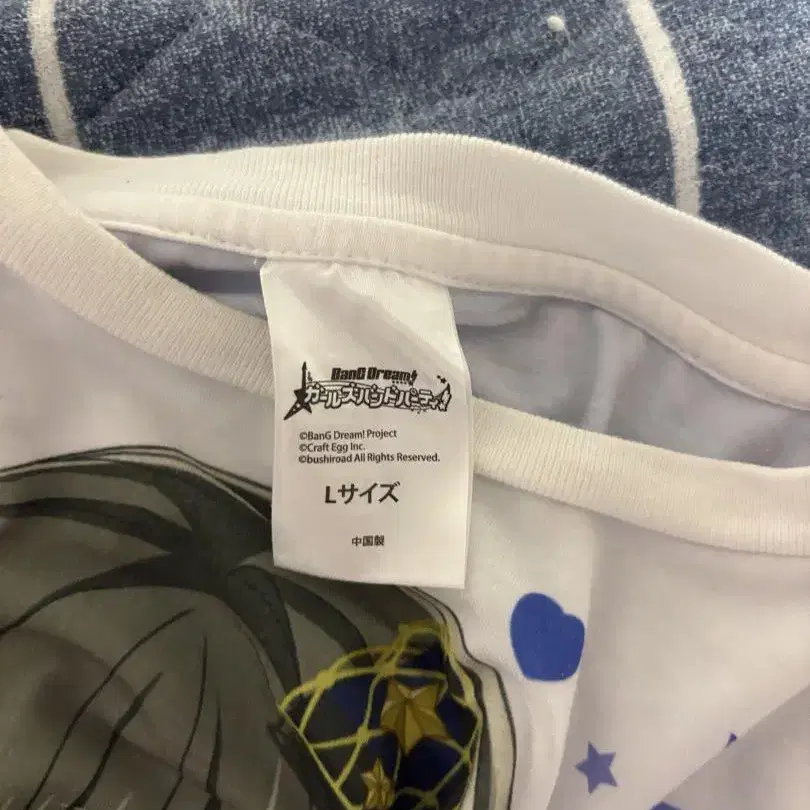 BanG Dream!
ガールズバンドパーティ!
©BanG Dream! Project
©Craft Egg Inc.
©bushiroad All Rights Reserved.
Lサイズ
中国製